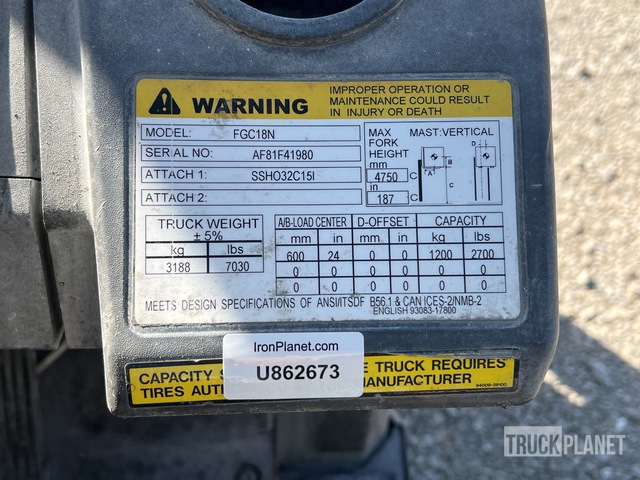 WARNING
IMPROPER OPERATION OR
MAINTENANCE COULD RESULT
IN INJURY OR DEATH
MODEL: FGC18N
SERIAL NO: AF81F41980
ATTACH 1: SSHO32C15I
ATTACH 2:
MAX
FORK
HEIGHT
mm
4750 C
in
187 C
MAST:VERTICAL
D
A
B
C
TRUCK WEIGHT
± 5%
kg lbs
3188 7030
A/B-LOAD CENTER D-OFFSET CAPACITY
mm in mm in kg lbs
600 24 0 0 1200 2700
0 0 0 0 0 0
0 0 0 0 0 0
MEETS DESIGN SPECIFICATIONS OF ANSI/ITSDF B56.1 & CAN ICES-2/NMB-2
ENGLISH 93083-17800
IronPlanet.com
U862673
CAPACITY S E TRUCK REQUIRES
TIRES AUT MANUFACTURER
94009-28100
TRUCKPLANET